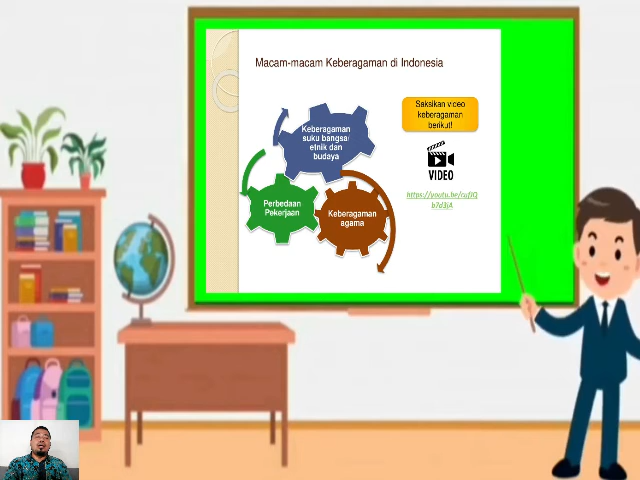 Macam-macam Keberagaman di Indonesia
Keberagaman
suku bangsa
etnik dan
budaya
Perbedaan
Pekerjaan
Keberagaman
agama
Saksikan video
keberagaman
berikut!
VIDEO